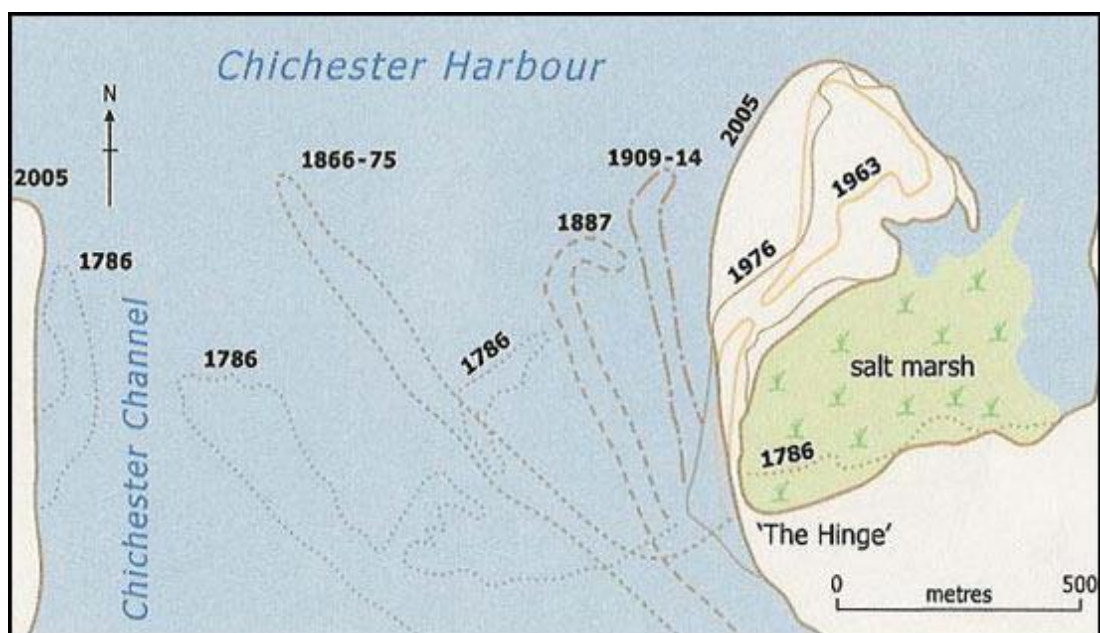 Chichester Harbour
N
2005
1866-75
1909-14
2005
1963
1887
1786
1976
1786
1786
Chichester Channel
salt marsh
1786
'The Hinge'
0
500
metres